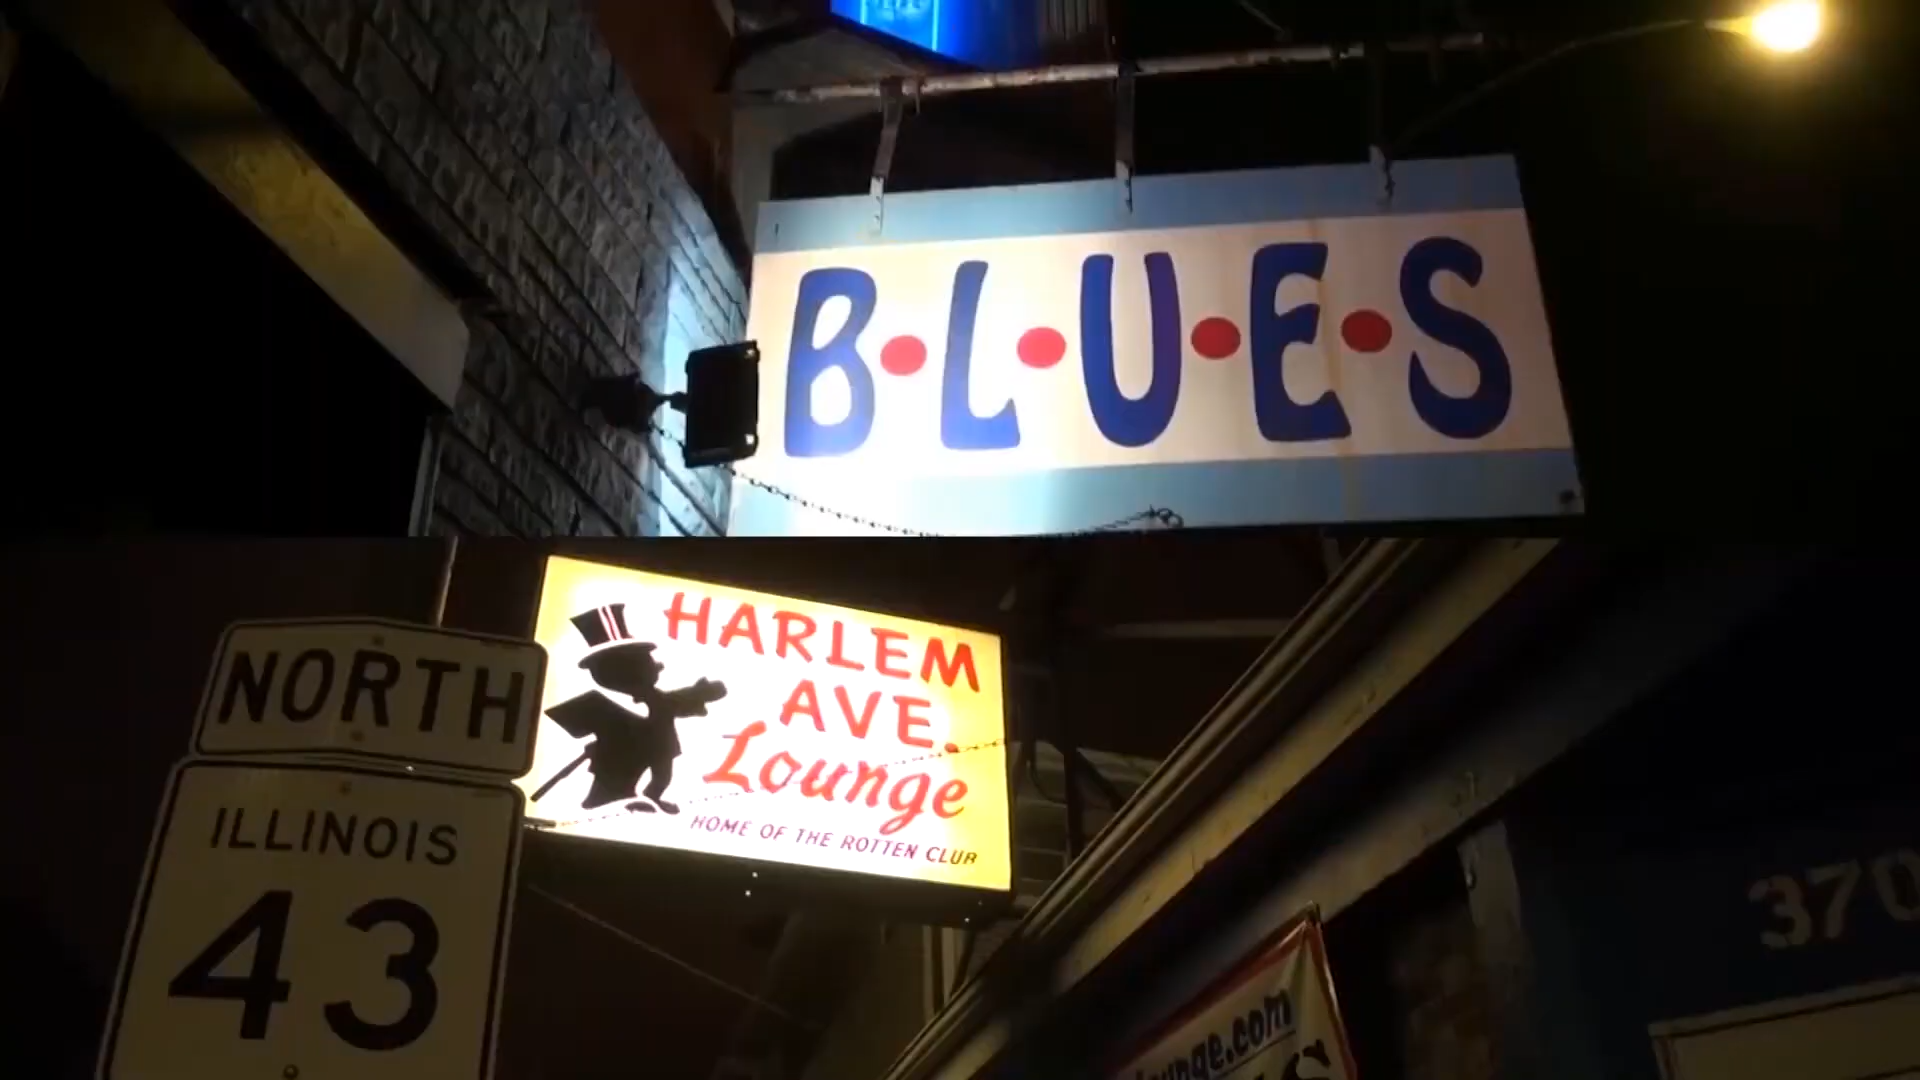 B•L•U•E•S
NORTH
ILLINOIS
43
HARLEM
AVE.
Lounge
HOME OF THE ROTTEN CLUB
370